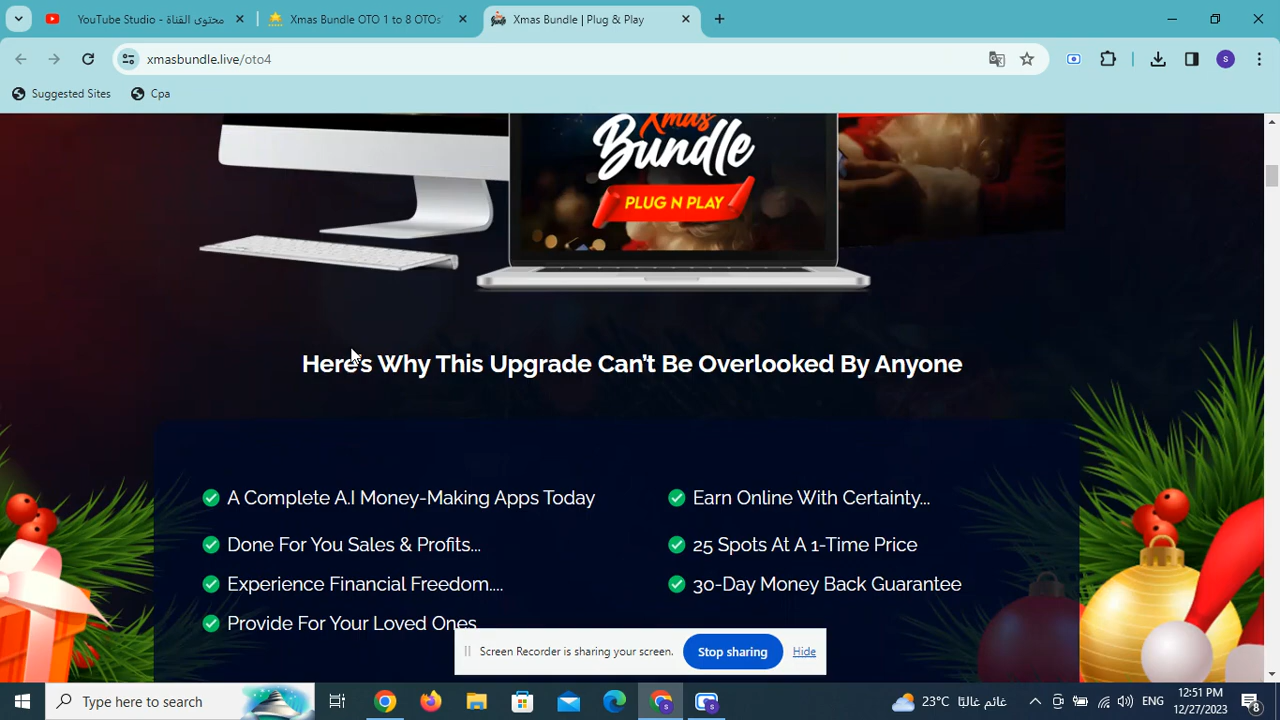 YouTube Studio - محتوى القناة
Xmas Bundle OTO 1 to 8 OTOs
Xmas Bundle | Plug & Play
xmasbundle.live/oto4
Suggested Sites
Cpa
Xmas
Bundle
PLUG N PLAY
Here's Why This Upgrade Can't Be Overlooked By Anyone
A Complete A.I Money-Making Apps Today
Earn Online With Certainty...
Done For You Sales & Profits...
25 Spots At A 1-Time Price
Experience Financial Freedom....
30-Day Money Back Guarantee
Provide For Your Loved Ones
Screen Recorder is sharing your screen.
Stop sharing
Hide
Type here to search
23°C
غائم غالبًا
ENG
12:51 PM
12/27/2023
8